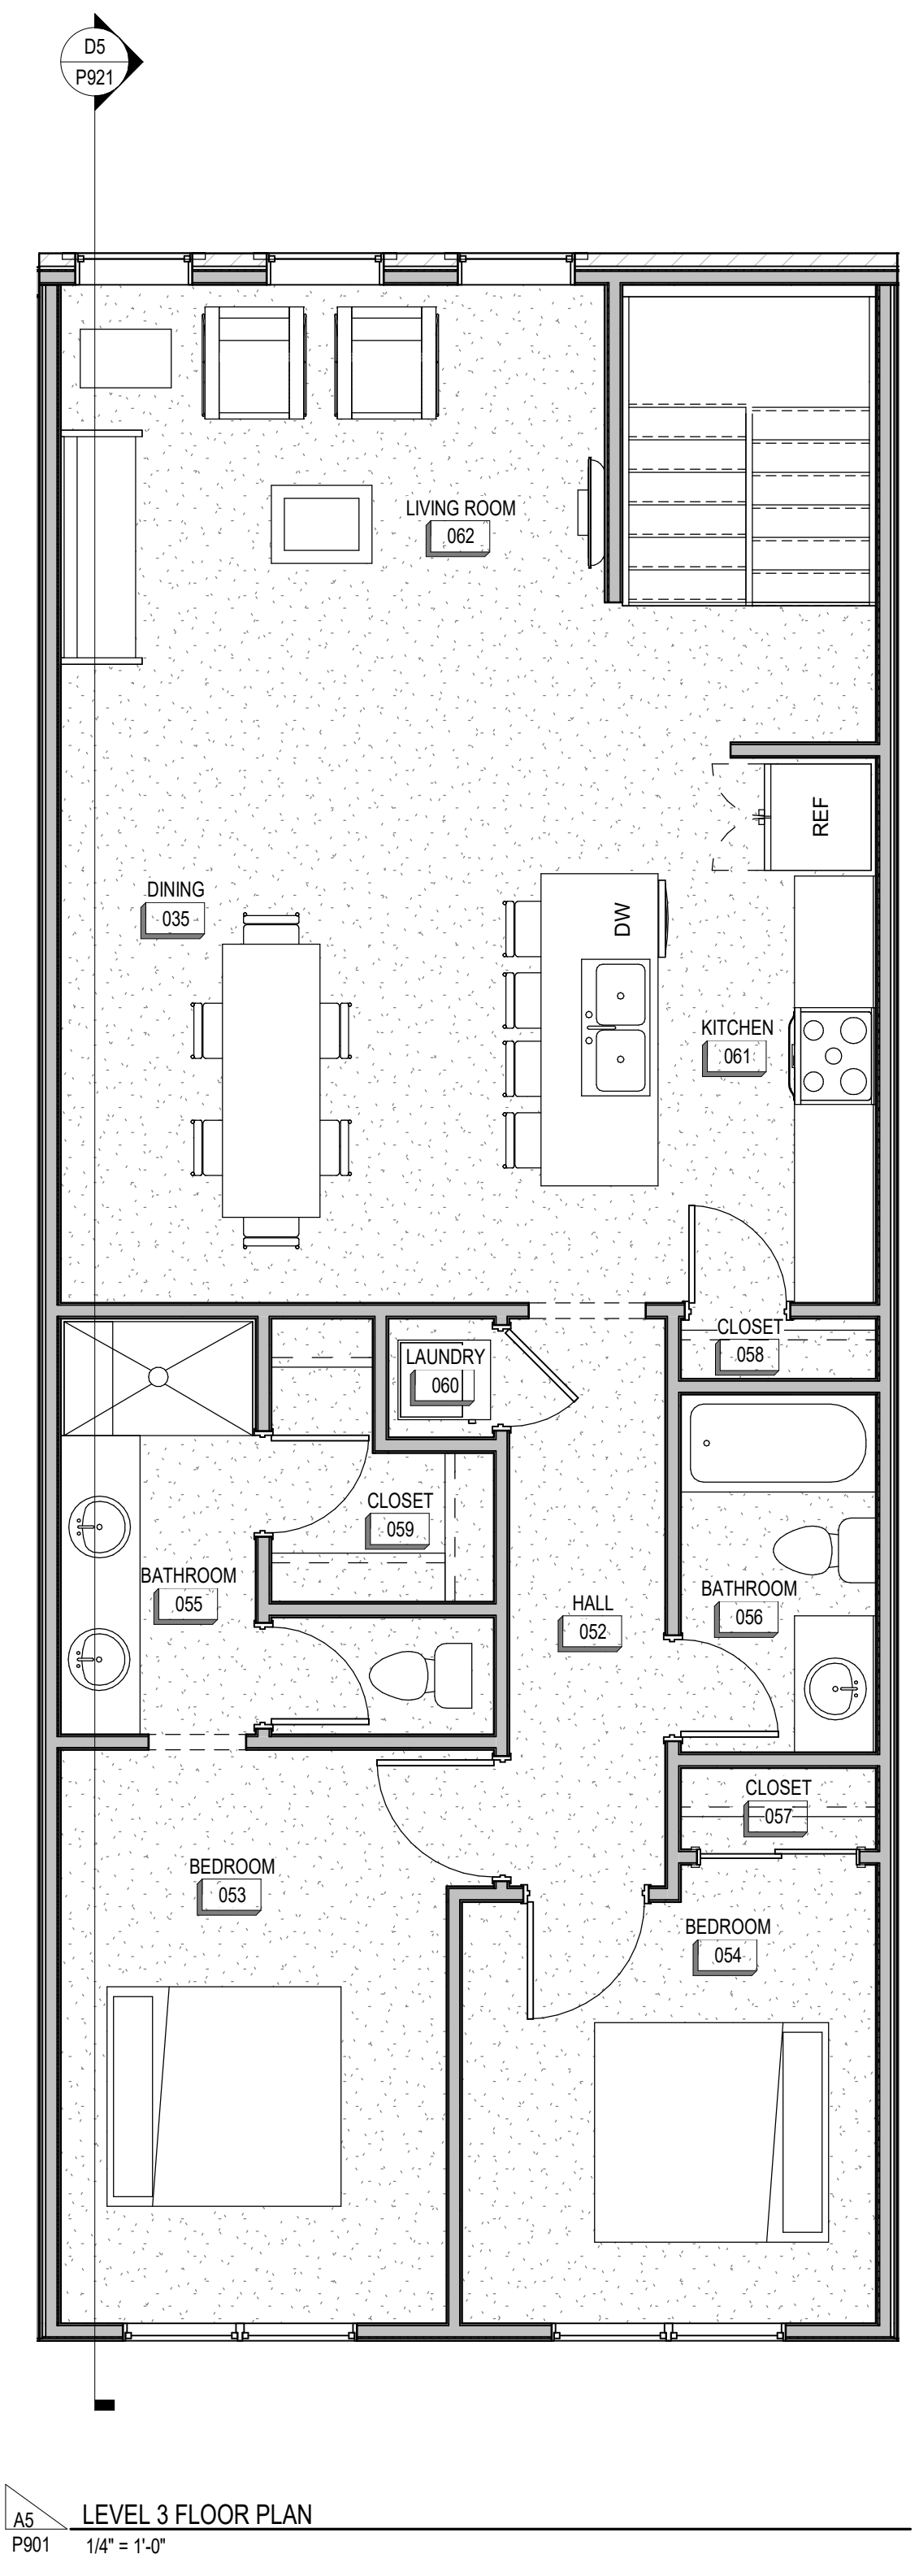 D5
P921
LIVING ROOM
062
REF
DINING
035
DW
KITCHEN
061
CLOSET
058
LAUNDRY
060
CLOSET
059
BATHROOM
055
HALL
052
BATHROOM
056
CLOSET
057
BEDROOM
053
BEDROOM
054
A5
LEVEL 3 FLOOR PLAN
P901
1/4" = 1'-0"